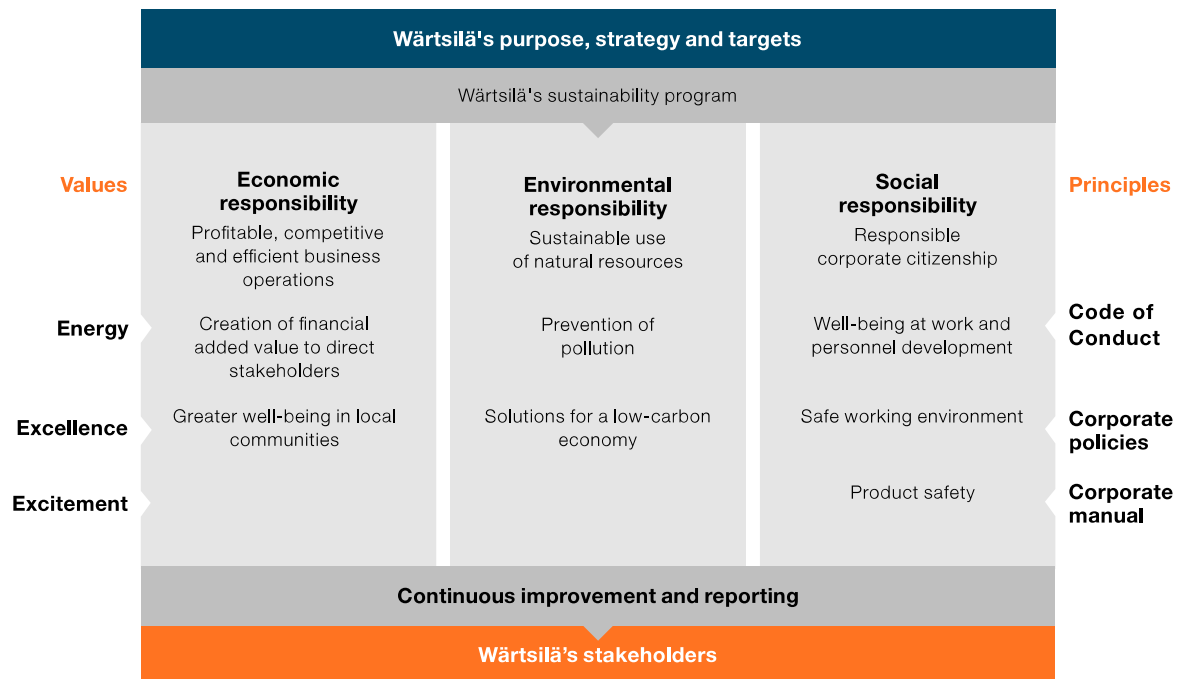 Wärtsilä's purpose, strategy and targets
Wärtsilä's sustainability program
Values
Energy
Excellence
Excitement
Economic
responsibility
Profitable, competitive
and efficient business
operations
Creation of financial
added value to direct
stakeholders
Greater well-being in local
communities
Environmental
responsibility
Sustainable use
of natural resources
Prevention of
pollution
Solutions for a low-carbon
economy
Social
responsibility
Responsible
corporate citizenship
Well-being at work and
personnel development
Safe working environment
Product safety
Principles
Code of
Conduct
Corporate
policies
Corporate
manual
Continuous improvement and reporting
Wärtsilä’s stakeholders